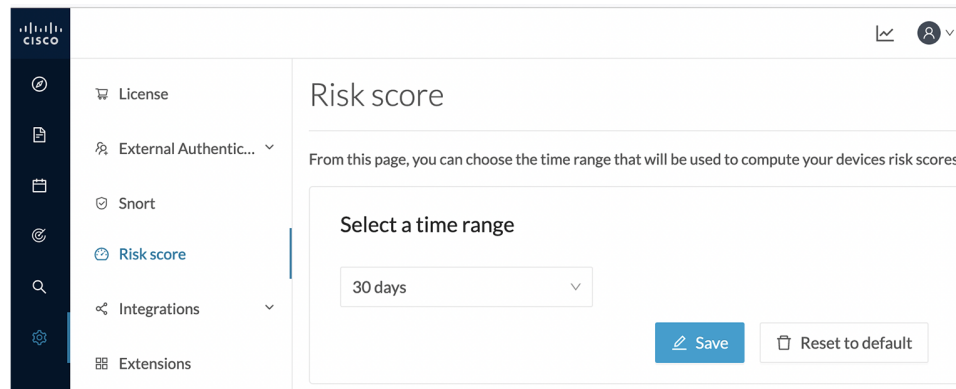 CISCO
License
External Authentic...
Snort
Risk score
Integrations
Extensions
Risk score
From this page, you can choose the time range that will be used to compute your devices risk scores
Select a time range
30 days
Save
Reset to default